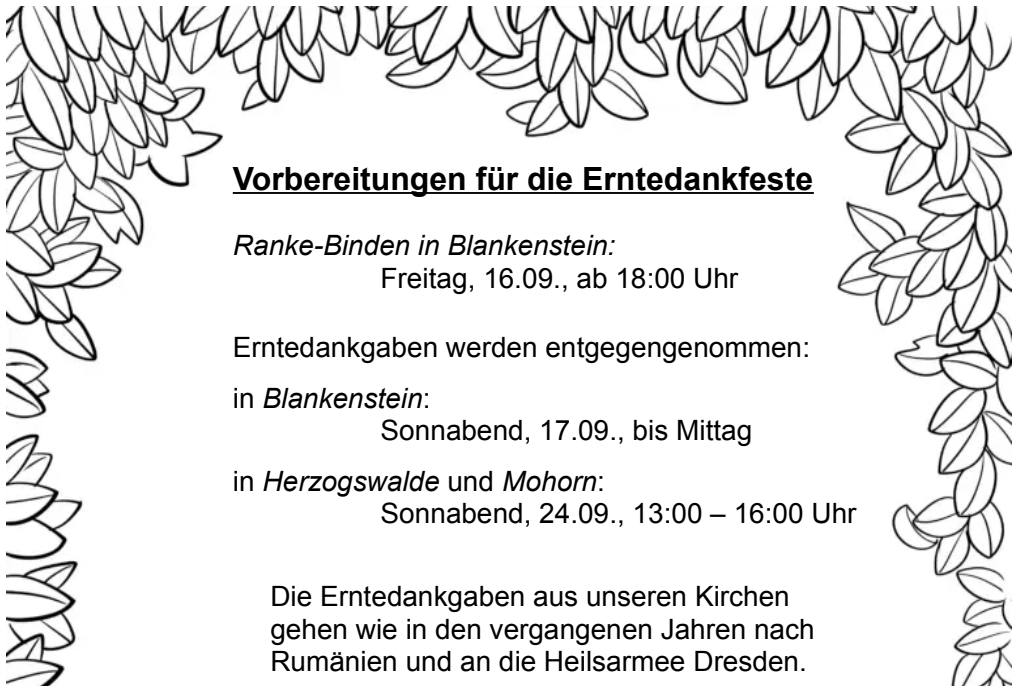 Vorbereitungen für die Erntedankfeste
Ranke-Binden in Blankenstein:
Freitag, 16.09., ab 18:00 Uhr
Erntedankgaben werden entgegengenommen:
in Blankenstein:
Sonnabend, 17.09., bis Mittag
in Herzogswalde und Mohorn:
Sonnabend, 24.09., 13:00 – 16:00 Uhr
Die Erntedankgaben aus unseren Kirchen
gehen wie in den vergangenen Jahren nach
Rumänien und an die Heilsarmee Dresden.